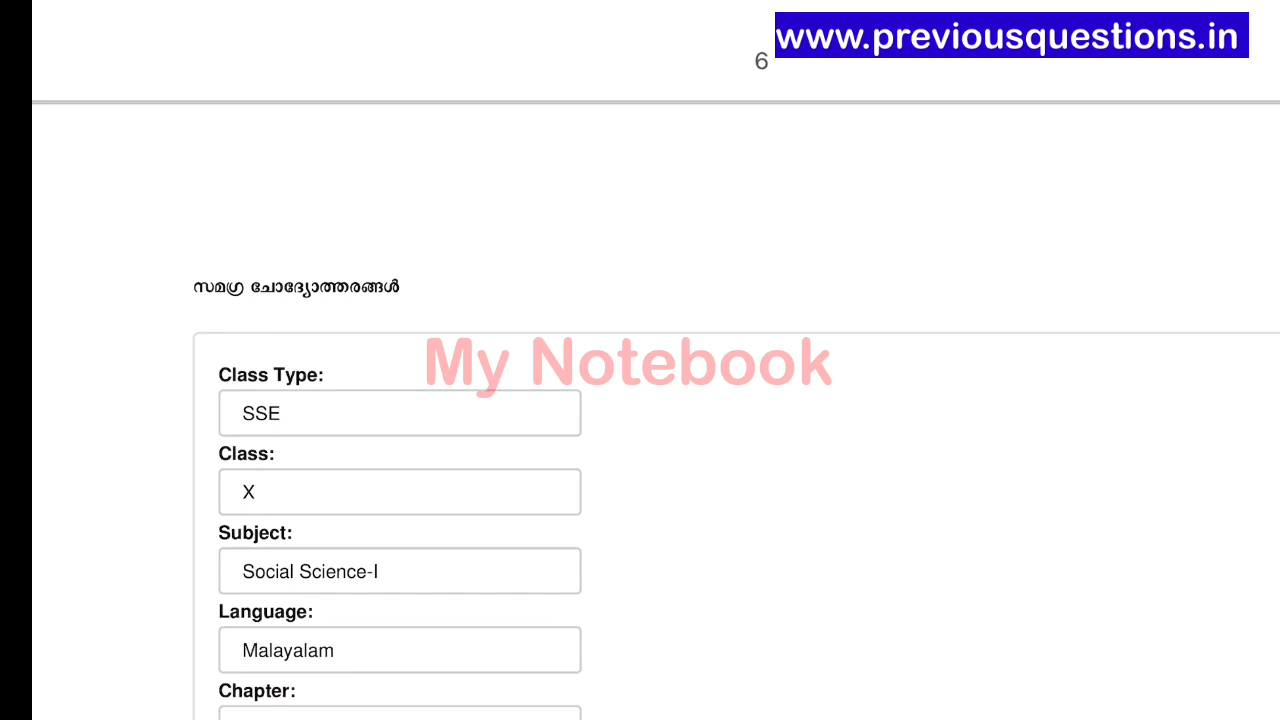 www.previousquestions.in
6
സമഗ്ര ചോദ്യോത്തരങ്ങൾ
My Notebook
Class Type:
SSE
Class:
X
Subject:
Social Science-I
Language:
Malayalam
Chapter: